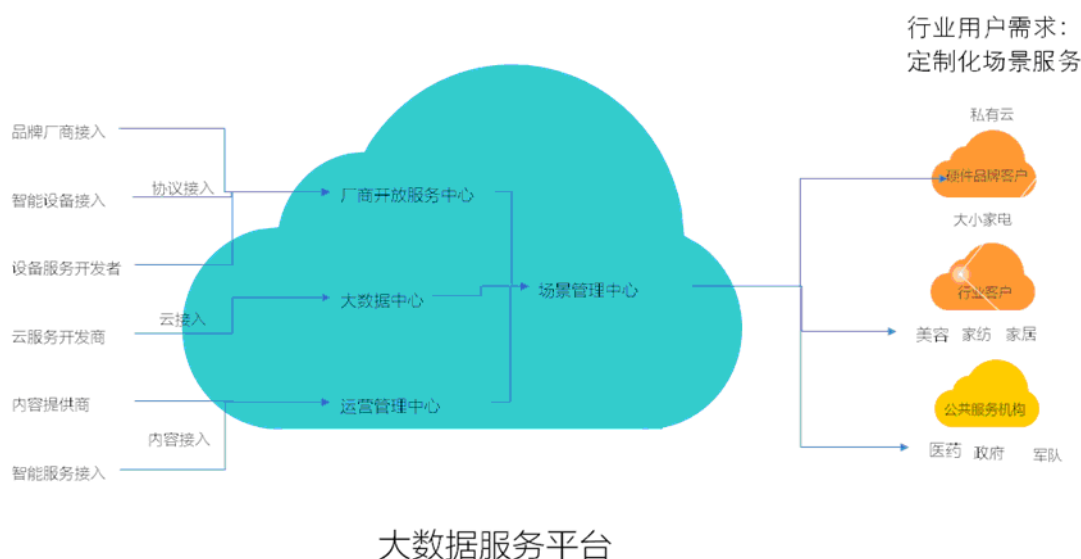 行业用户需求：
定制化场景服务
私有云
品牌厂商接入
协议接入
智能设备接入
厂商开放服务中心
硬件品牌客户
大小家电
设备服务开发者
大数据中心
场景管理中心
行业客户
云接入
云服务开发商
美容 家纺 家居
内容提供商
运营管理中心
公共服务机构
内容接入
医药 政府 军队
智能服务接入
大数据服务平台